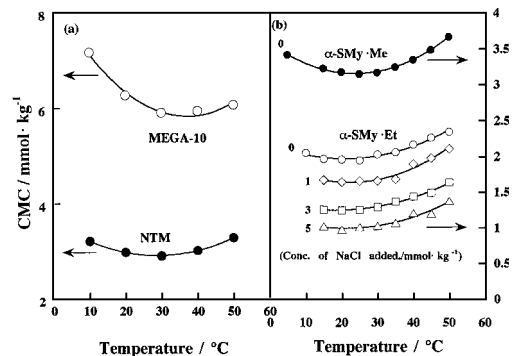 (a)
(b)
8
6
4
2
CMC / mmol· kg⁻¹
MEGA-10
NTM
0 10 20 30 40 50 60
Temperature / °C
α-SMy ·Me
0
α-SMy ·Et
0
1
3
5
(Conc. of NaCl added./mmol· kg⁻¹)
4
3.5
3
2.5
2
1.5
1
0.5
0
0 10 20 30 40 50 60
Temperature / °C